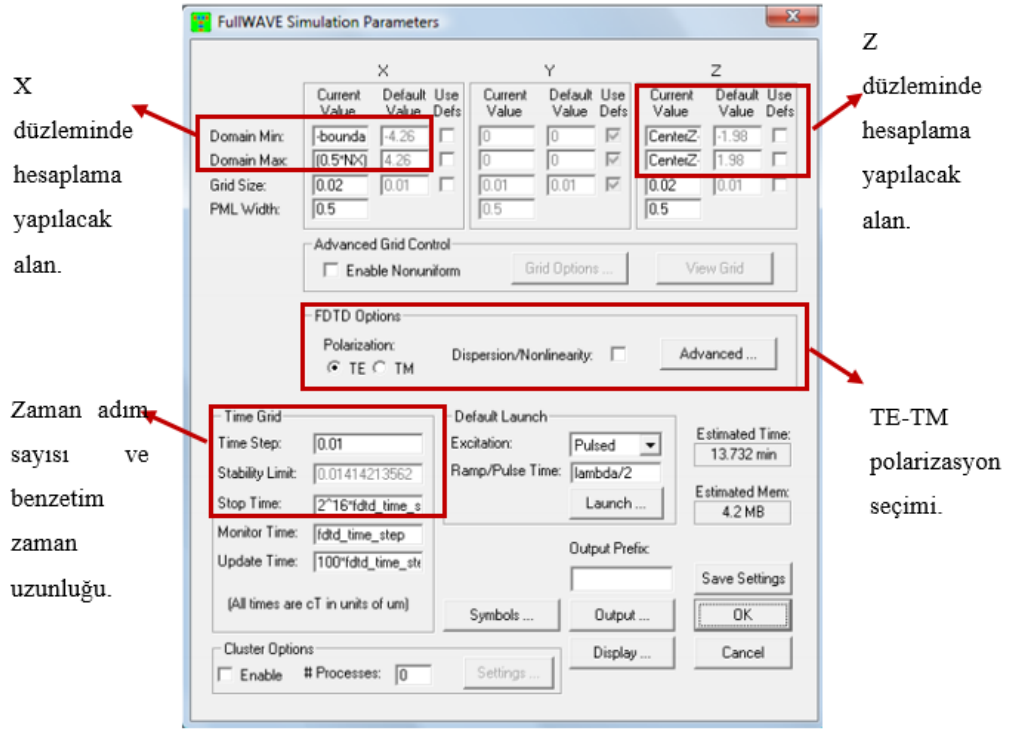 FullWAVE Simulation Parameters
X
düzleminde
hesaplama
yapılacak
alan.
X Y Z
Current Default Use Current Default Use Current Default Use
Value Value Defs Value Value Defs Value Value Defs
Domain Min: -bounda -4.26 0 0 CenterZ- -1.98
Domain Max: (0.5*NX) 4.26 0 0 CenterZ- 1.98
Grid Size: 0.02 0.01 0.01 0.01 0.02 0.01
PML Width: 0.5 0.5 0.5
Z
düzleminde
hesaplama
yapılacak
alan.
Advanced Grid Control
Enable Nonuniform Grid Options ... View Grid
FDTD Options
Polarization:
TE TM Dispersion/Nonlinearity: Advanced ...
TE-TM
polarizasyon
seçimi.
Zaman adım
sayısı ve
benzetim
zaman
uzunluğu.
Time Grid
Time Step: 0.01
Stability Limit: 0.01414213562
Stop Time: 2^16*fdtd_time_s
Monitor Time: fdtd_time_step
Update Time: 100*fdtd_time_ste
(All times are cT in units of um)
Default Launch
Excitation: Pulsed
Ramp/Pulse Time: lambda/2
Launch ...
Estimated Time:
13.732 min
Estimated Mem:
4.2 MB
Output Prefix:
Save Settings
Symbols ... Output ... OK
Display ... Cancel
Cluster Options
Enable # Processes: 0 Settings ...